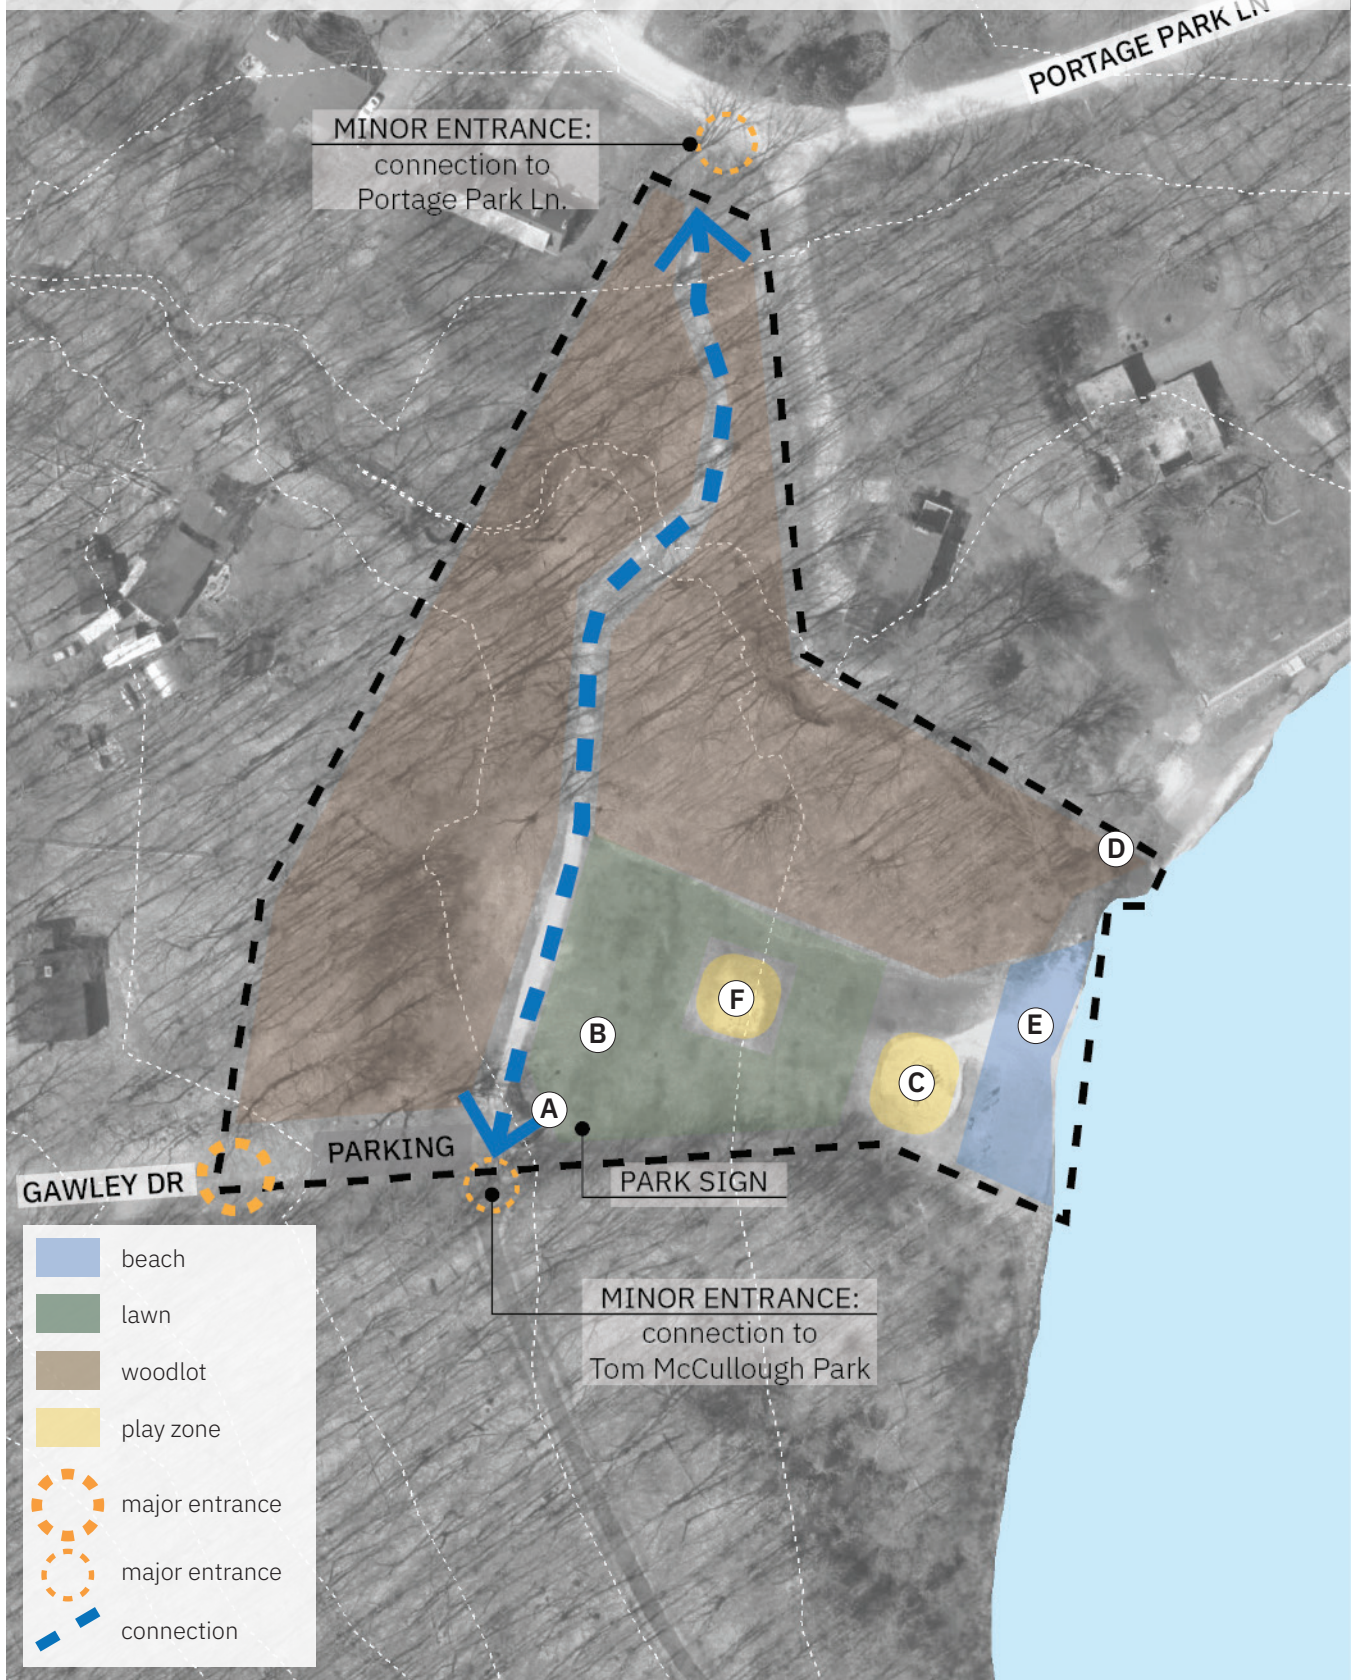 PORTAGE PARK LN
MINOR ENTRANCE:
connection to
Portage Park Ln.
D
F
E
B
C
A
PARKING
GAWLEY DR
PARK SIGN
MINOR ENTRANCE:
connection to
Tom McCullough Park
beach
lawn
woodlot
play zone
major entrance
major entrance
connection